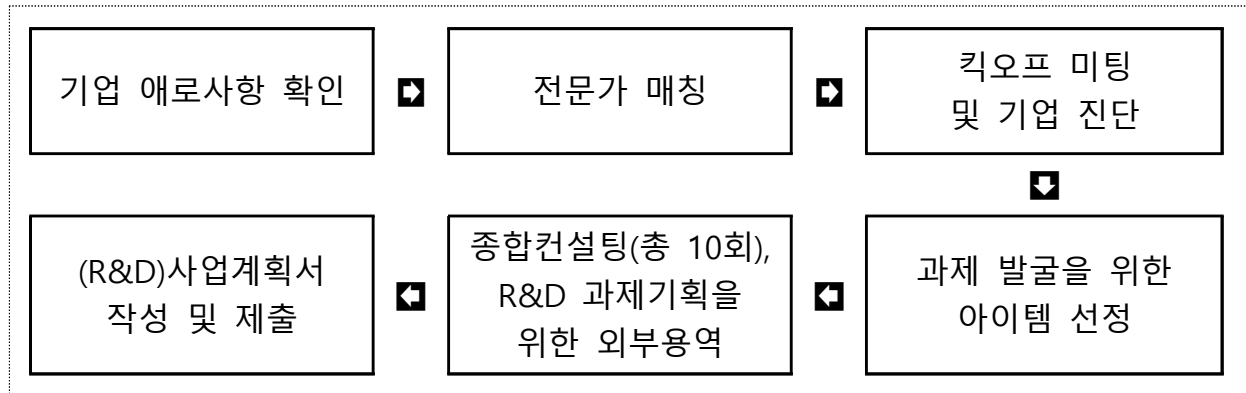 기업 애로사항 확인
전문가 매칭
킥오프 미팅
및 기업 진단
과제 발굴을 위한
아이템 선정
종합컨설팅(총 10회),
R&D 과제기획을
위한 외부용역
(R&D)사업계획서
작성 및 제출